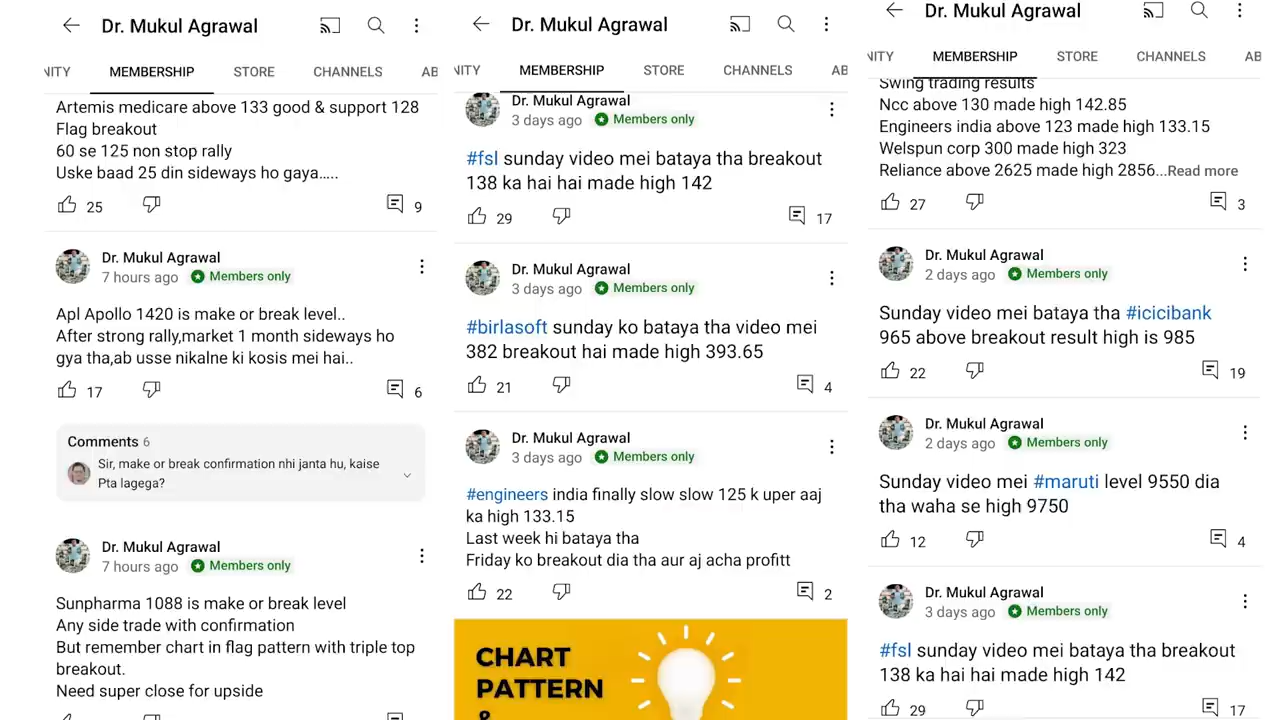 Dr. Mukul Agrawal
NITY MEMBERSHIP STORE CHANNELS AB
Artemis medicare above 133 good & support 128
Flag breakout
60 se 125 non stop rally
Uske baad 25 din sideways ho gaya.....
25 9
Dr. Mukul Agrawal
7 hours ago Members only
Apl Apollo 1420 is make or break level..
After strong rally,market 1 month sideways ho
gya tha,ab usse nikalne ki kosis mei hai..
17 6
Comments 6
Sir, make or break confirmation nhi janta hu, kaise
Pta lagega?
Dr. Mukul Agrawal
7 hours ago Members only
Sunpharma 1088 is make or break level
Any side trade with confirmation
But remember chart in flag pattern with triple top
breakout.
Need super close for upside
Dr. Mukul Agrawal
NITY MEMBERSHIP STORE CHANNELS AB
Dr. Mukul Agrawal
3 days ago Members only
#fsl sunday video mei bataya tha breakout
138 ka hai hai made high 142
29 17
Dr. Mukul Agrawal
3 days ago Members only
#birlasoft sunday ko bataya tha video mei
382 breakout hai made high 393.65
21 4
Dr. Mukul Agrawal
3 days ago Members only
#engineers india finally slow slow 125 k uper aaj
ka high 133.15
Last week hi bataya tha
Friday ko breakout dia tha aur aj acha profitt
22 2
CHART
PATTERN
&
Dr. Mukul Agrawal
NITY MEMBERSHIP STORE CHANNELS AB
Swing trading results
Ncc above 130 made high 142.85
Engineers india above 123 made high 133.15
Welspun corp 300 made high 323
Reliance above 2625 made high 2856...Read more
27 3
Dr. Mukul Agrawal
2 days ago Members only
Sunday video mei bataya tha #icicibank
965 above breakout result high is 985
22 19
Dr. Mukul Agrawal
2 days ago Members only
Sunday video mei #maruti level 9550 dia
tha waha se high 9750
12 4
Dr. Mukul Agrawal
3 days ago Members only
#fsl sunday video mei bataya tha breakout
138 ka hai hai made high 142
29 17